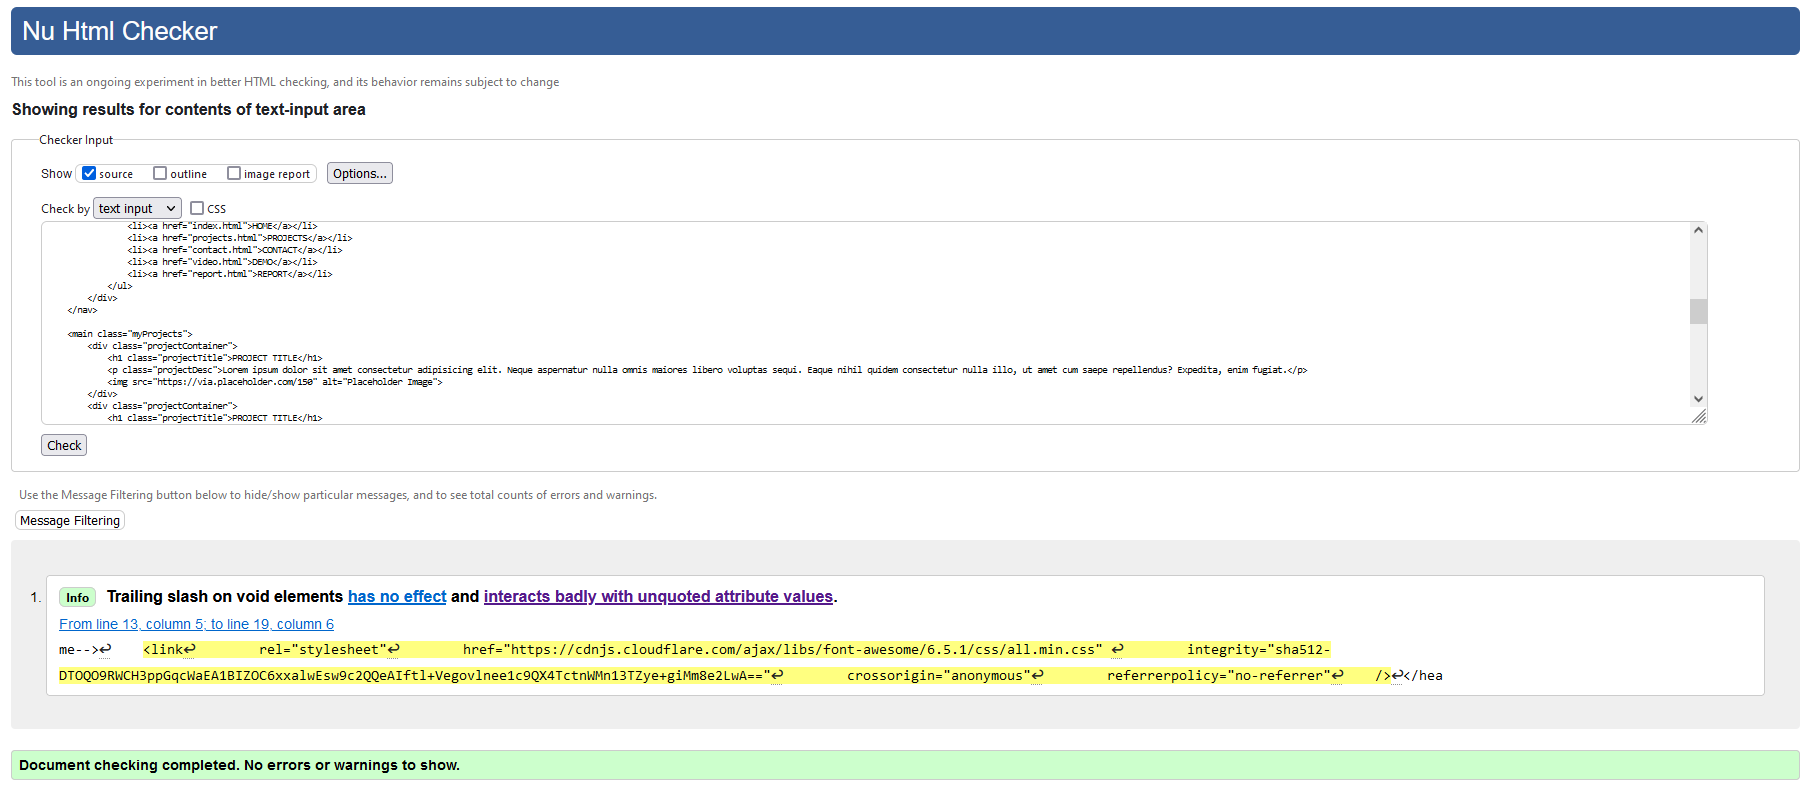 Nu Html Checker
This tool is an ongoing experiment in better HTML checking, and its behavior remains subject to change
Showing results for contents of text-input area
Checker Input
Show source outline image report Options...
Check by text input CSS
<li><a href="index.html">HOME</a></li>
<li><a href="projects.html">PROJECTS</a></li>
<li><a href="contact.html">CONTACT</a></li>
<li><a href="video.html">DEMO</a></li>
<li><a href="report.html">REPORT</a></li>
</ul>
</div>
</nav>
<main class="myProjects">
<div class="projectContainer">
<h1 class="projectTitle">PROJECT TITLE</h1>
<p class="projectDesc">Lorem ipsum dolor sit amet consectetur adipisicing elit. Neque aspernatur nulla omnis maiores libero voluptas sequi. Eaque nihil quidem consectetur nulla illo, ut amet cum saepe repellendus? Expedita, enim fugiat.</p>
<img src="https://via.placeholder.com/150" alt="Placeholder Image">
</div>
<div class="projectContainer">
<h1 class="projectTitle">PROJECT TITLE</h1>
Check
Use the Message Filtering button below to hide/show particular messages, and to see total counts of errors and warnings.
Message Filtering
1. Info Trailing slash on void elements has no effect and interacts badly with unquoted attribute values.
From line 13, column 5; to line 19, column 6
me-->↩ <link↩ rel="stylesheet"↩ href="https://cdnjs.cloudflare.com/ajax/libs/font-awesome/6.5.1/css/all.min.css" ↩ integrity="sha512-
DTOQO9RWCH3ppGqcWaEA1BIZOC6xxalwEsw9c2QQeAIftl+Vegovlnee1c9QX4TctnWMn13TZye+giMm8e2LwA=="↩ crossorigin="anonymous"↩ referrerpolicy="no-referrer"↩ />↩</hea
Document checking completed. No errors or warnings to show.